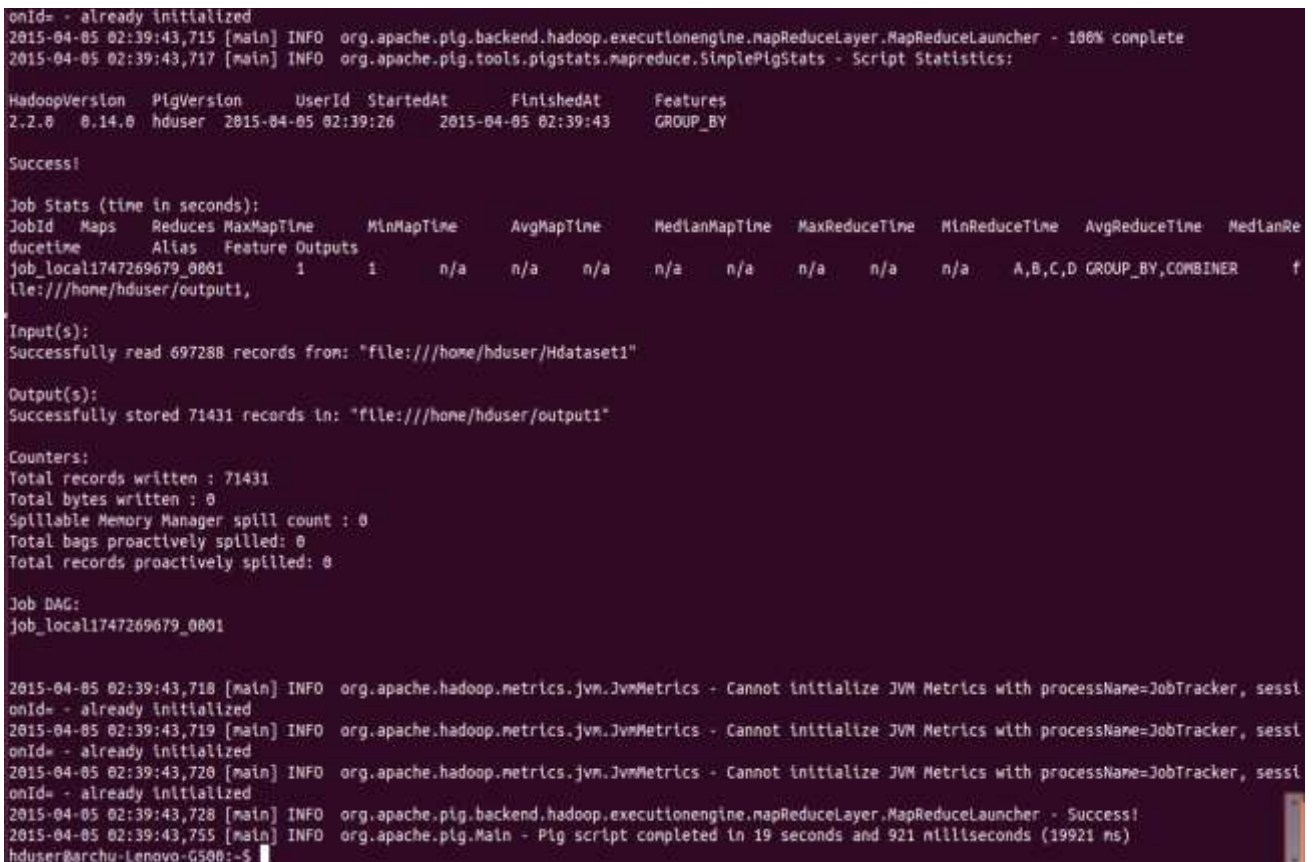 onId= - already initialized
2015-04-05 02:39:43,715 [main] INFO  org.apache.pig.backend.hadoop.executionengine.mapReduceLayer.MapReduceLauncher - 100% complete
2015-04-05 02:39:43,717 [main] INFO  org.apache.pig.tools.pigstats.mapreduce.SimplePigStats - Script Statistics:
HadoopVersion PigVersion UserId StartedAt FinishedAt Features
2.2.0 0.14.0 hduser 2015-04-05 02:39:26 2015-04-05 02:39:43 GROUP_BY
Success!
Job Stats (time in seconds):
JobId Maps Reduces MaxMapTime MinMapTime AvgMapTime MedianMapTime MaxReduceTime MinReduceTime AvgReduceTime MedianRe
ducetime Alias Feature Outputs
job_local1747269679_0001 1 1 n/a n/a n/a n/a n/a n/a n/a n/a A,B,C,D GROUP_BY,COMBINER f
ile:///home/hduser/output1,
Input(s):
Successfully read 697288 records from: "file:///home/hduser/Hdataset1"
Output(s):
Successfully stored 71431 records in: "file:///home/hduser/output1"
Counters:
Total records written : 71431
Total bytes written : 0
Spillable Memory Manager spill count : 0
Total bags proactively spilled: 0
Total records proactively spilled: 0
Job DAG:
job_local1747269679_0001
2015-04-05 02:39:43,718 [main] INFO  org.apache.hadoop.metrics.jvm.JvmMetrics - Cannot initialize JVM Metrics with processName=JobTracker, sessi
onId= - already initialized
2015-04-05 02:39:43,719 [main] INFO  org.apache.hadoop.metrics.jvm.JvmMetrics - Cannot initialize JVM Metrics with processName=JobTracker, sessi
onId= - already initialized
2015-04-05 02:39:43,720 [main] INFO  org.apache.hadoop.metrics.jvm.JvmMetrics - Cannot initialize JVM Metrics with processName=JobTracker, sessi
onId= - already initialized
2015-04-05 02:39:43,728 [main] INFO  org.apache.pig.backend.hadoop.executionengine.mapReduceLayer.MapReduceLauncher - Success!
2015-04-05 02:39:43,755 [main] INFO  org.apache.pig.Main - Pig script completed in 19 seconds and 921 milliseconds (19921 ms)
hduser@archu-Lenovo-G500:~$